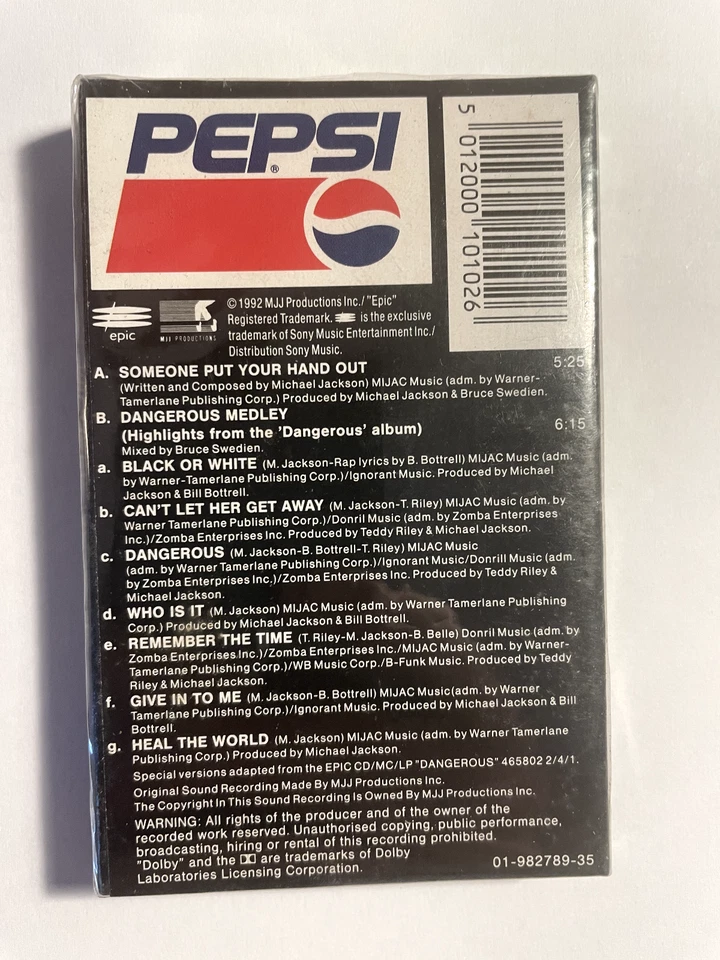 PEPSI®
5 012000 101026
epic
MJJ PRODUCTIONS
© 1992 MJJ Productions Inc./ "Epic"
Registered Trademark. is the exclusive
trademark of Sony Music Entertainment Inc./
Distribution Sony Music.
A. SOMEONE PUT YOUR HAND OUT 5:25
(Written and Composed by Michael Jackson) MIJAC Music (adm. by Warner-
Tamerlane Publishing Corp.) Produced by Michael Jackson & Bruce Swedien.
B. DANGEROUS MEDLEY
(Highlights from the 'Dangerous' album) 6:15
Mixed by Bruce Swedien.
a. BLACK OR WHITE (M. Jackson-Rap lyrics by B. Bottrell) MIJAC Music (adm.
by Warner-Tamerlane Publishing Corp.)/Ignorant Music. Produced by Michael
Jackson & Bill Bottrell.
b. CAN'T LET HER GET AWAY (M. Jackson-T. Riley) MIJAC Music (adm. by
Warner Tamerlane Publishing Corp.)/Donril Music (adm. by Zomba Enterprises
Inc.)/Zomba Enterprises Inc. Produced by Teddy Riley & Michael Jackson.
c. DANGEROUS (M. Jackson-B. Bottrell-T. Riley) MIJAC Music
(adm. by Warner Tamerlane Publishing Corp.)/Ignorant Music/Donrill Music (adm.
by Zomba Enterprises Inc.)/Zomba Enterprises Inc. Produced by Teddy Riley &
Michael Jackson.
d. WHO IS IT (M. Jackson) MIJAC Music (adm. by Warner Tamerlane Publishing
Corp.) Produced by Michael Jackson & Bill Bottrell.
e. REMEMBER THE TIME (T. Riley-M. Jackson-B. Belle) Donril Music (adm. by
Zomba Enterprises Inc.)/Zomba Enterprises Inc./MIJAC Music (adm. by Warner-
Tamerlane Publishing Corp.)/WB Music Corp./B-Funk Music. Produced by Teddy
Riley & Michael Jackson.
f. GIVE IN TO ME (M. Jackson-B. Bottrell) MIJAC Music(adm. by Warner
Tamerlane Publishing Corp.)/Ignorant Music. Produced by Michael Jackson & Bill
Bottrell.
g. HEAL THE WORLD (M. Jackson) MIJAC Music (adm. by Warner Tamerlane
Publishing Corp.) Produced by Michael Jackson.
Special versions adapted from the EPIC CD/MC/LP "DANGEROUS" 465802 2/4/1.
Original Sound Recording Made By MJJ Productions Inc.
The Copyright In This Sound Recording Is Owned By MJJ Productions Inc.
WARNING: All rights of the producer and of the owner of the
recorded work reserved. Unauthorised copying, public performance,
broadcasting, hiring or rental of this recording prohibited.
"Dolby" and the are trademarks of Dolby
Laboratories Licensing Corporation.
01-982789-35